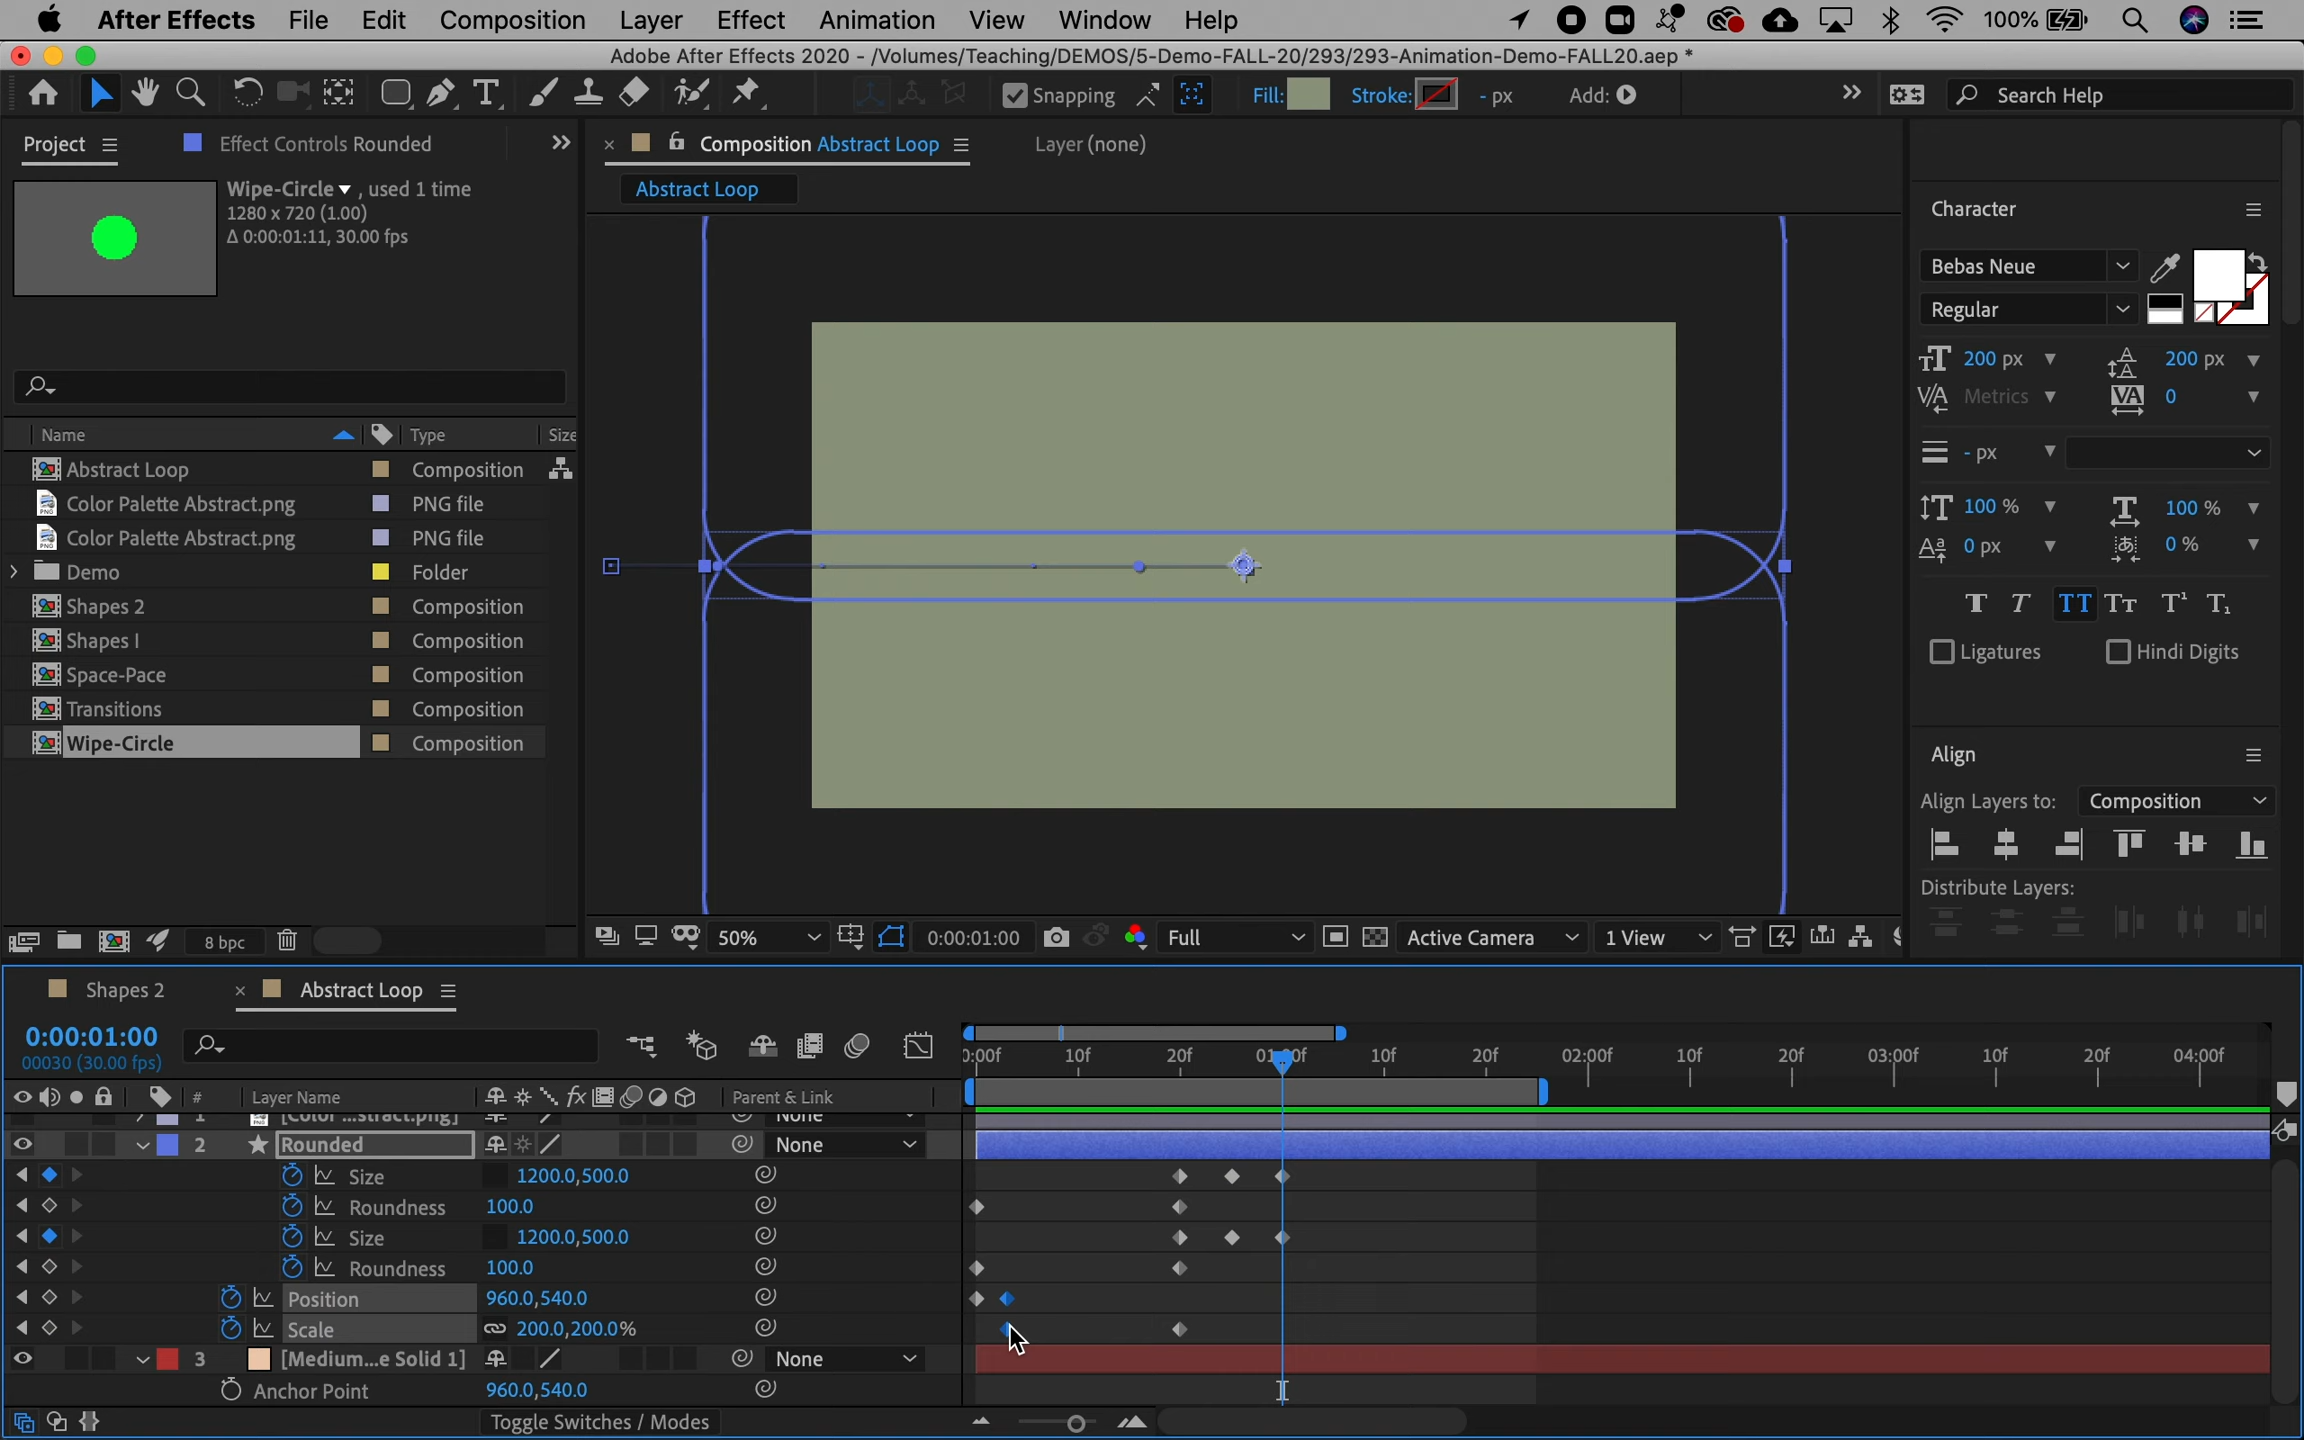 After Effects File Edit Composition Layer Effect Animation View Window Help 100%
Adobe After Effects 2020 - /Volumes/Teaching/DEMOS/5-Demo-FALL-20/293/293-Animation-Demo-FALL20.aep *
Snapping Fill: Stroke: - px Add: Search Help
Project Effect Controls Rounded
Composition Abstract Loop Layer (none)
Abstract Loop
Wipe-Circle , used 1 time
1280 x 720 (1.00)
Δ 0:00:01:11, 30.00 fps
Name Type Size
Abstract Loop Composition
Color Palette Abstract.png PNG file
Color Palette Abstract.png PNG file
Demo Folder
Shapes 2 Composition
Shapes I Composition
Space-Pace Composition
Transitions Composition
Wipe-Circle Composition
8 bpc
50% 0:00:01:00 Full Active Camera 1 View
Character
Bebas Neue
Regular
200 px 200 px
Metrics 0
- px
100 % 100 %
0 px 0 %
T T TT Tt T¹ T₁
Ligatures Hindi Digits
Align
Align Layers to: Composition
Distribute Layers:
Shapes 2 Abstract Loop
0:00:01:00
00030 (30.00 fps)
0:00f 10f 20f 01:00f 10f 20f 02:00f 10f 20f 03:00f 10f 20f 04:00f
# Layer Name fx Parent & Link
1 [Color ...stract.png] None
2 Rounded None
Size 1200.0,500.0
Roundness 100.0
Size 1200.0,500.0
Roundness 100.0
Position 960.0,540.0
Scale 200.0,200.0%
3 [Medium...e Solid 1] None
Anchor Point 960.0,540.0
Toggle Switches / Modes